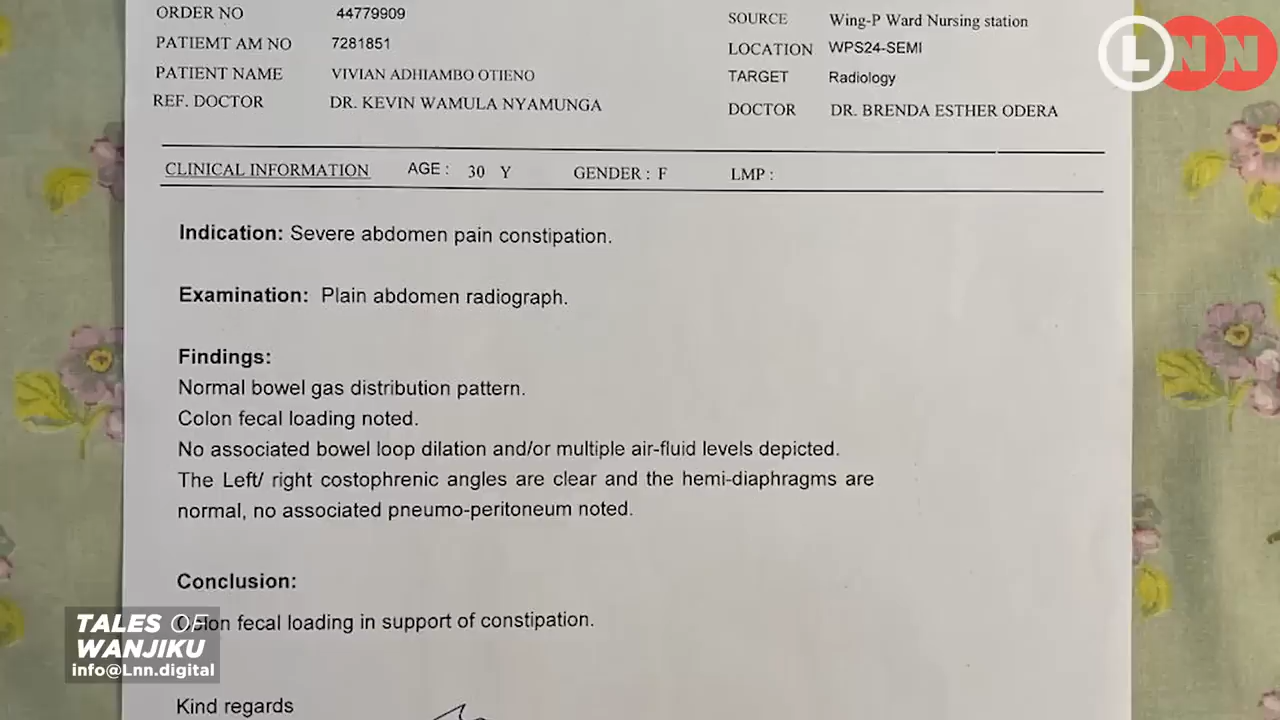 ORDER NO 44779909 SOURCE Wing-P Ward Nursing station
PATIEMT AM NO 7281851 LOCATION WPS24-SEMI
PATIENT NAME VIVIAN ADHIAMBO OTIENO TARGET Radiology
REF. DOCTOR DR. KEVIN WAMULA NYAMUNGA DOCTOR DR. BRENDA ESTHER ODERA
LNN
CLINICAL INFORMATION AGE : 30 Y GENDER : F LMP :
Indication: Severe abdomen pain constipation.
Examination: Plain abdomen radiograph.
Findings:
Normal bowel gas distribution pattern.
Colon fecal loading noted.
No associated bowel loop dilation and/or multiple air-fluid levels depicted.
The Left/ right costophrenic angles are clear and the hemi-diaphragms are
normal, no associated pneumo-peritoneum noted.
Conclusion:
Colon fecal loading in support of constipation.
TALES OF
WANJIKU
info@Lnn.digital
Kind regards